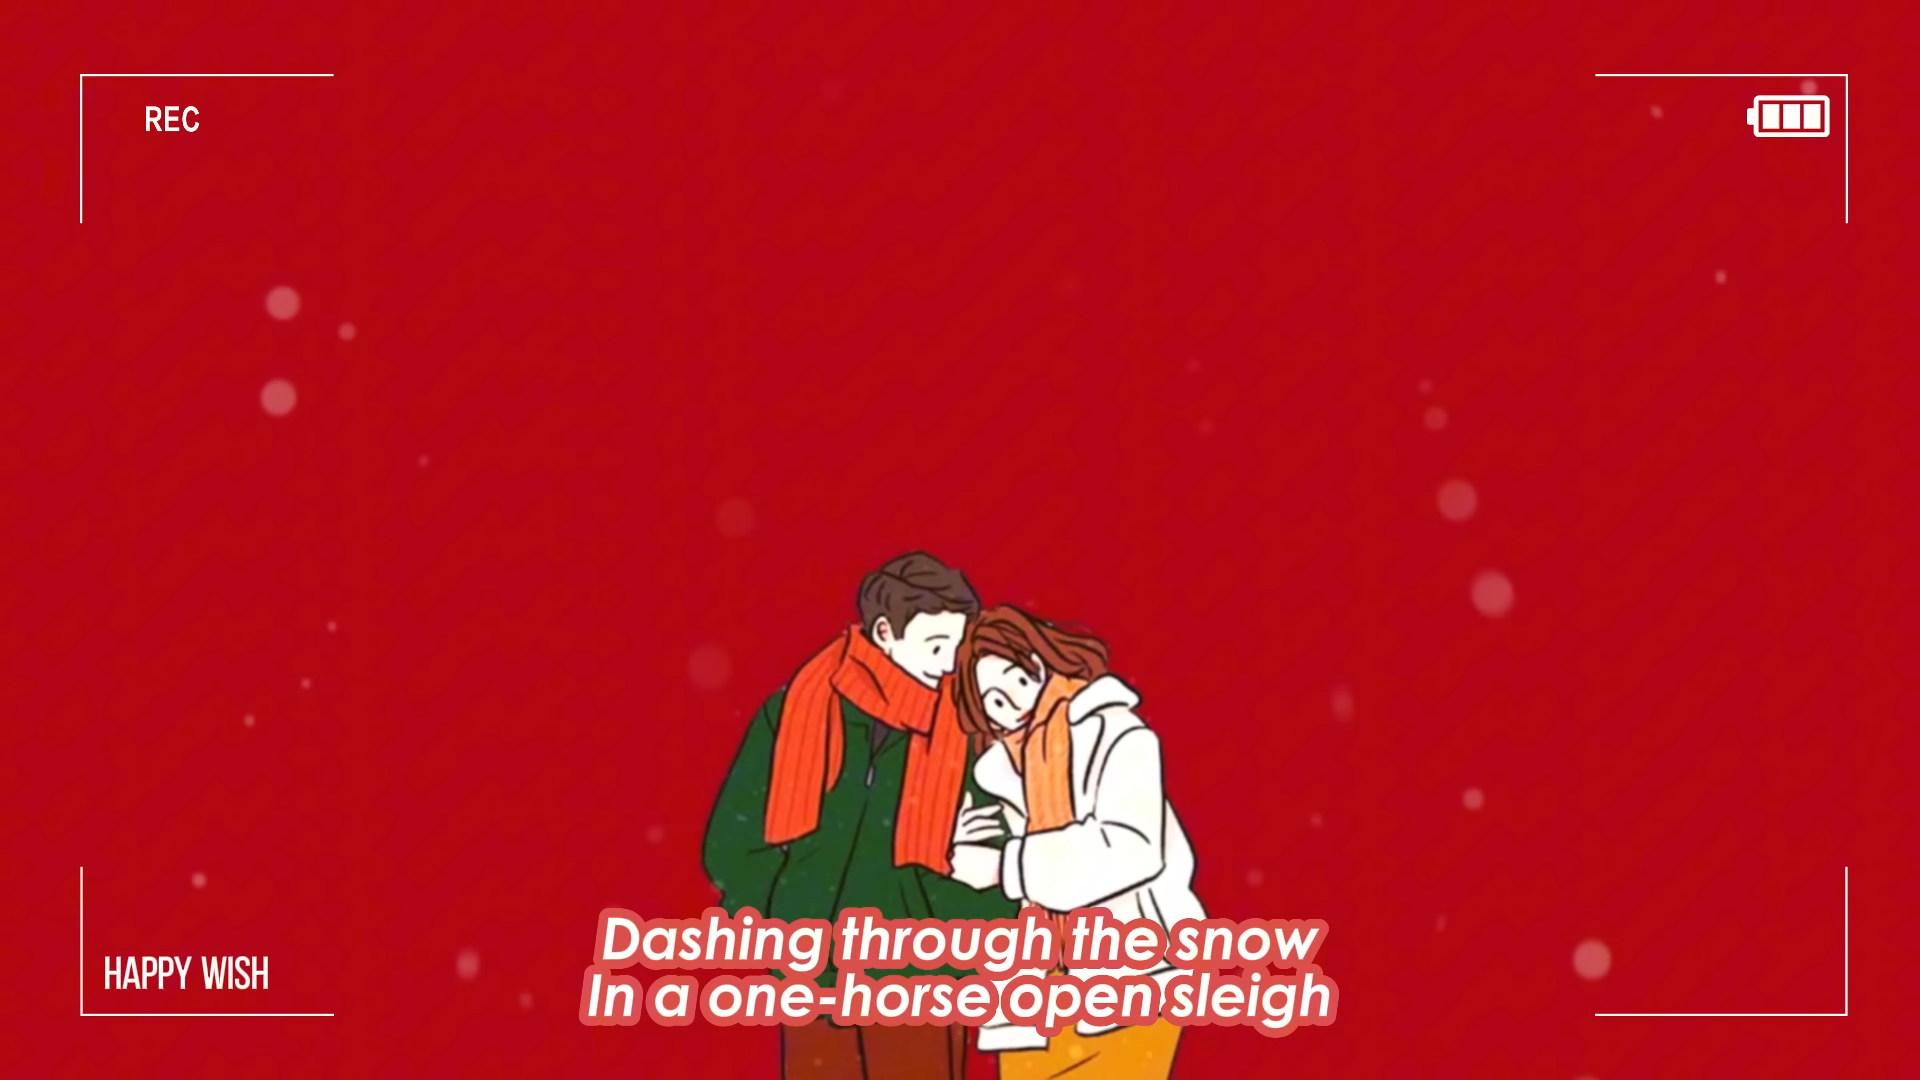 REC
Dashing through the snow
In a one-horse open sleigh
HAPPY WISH